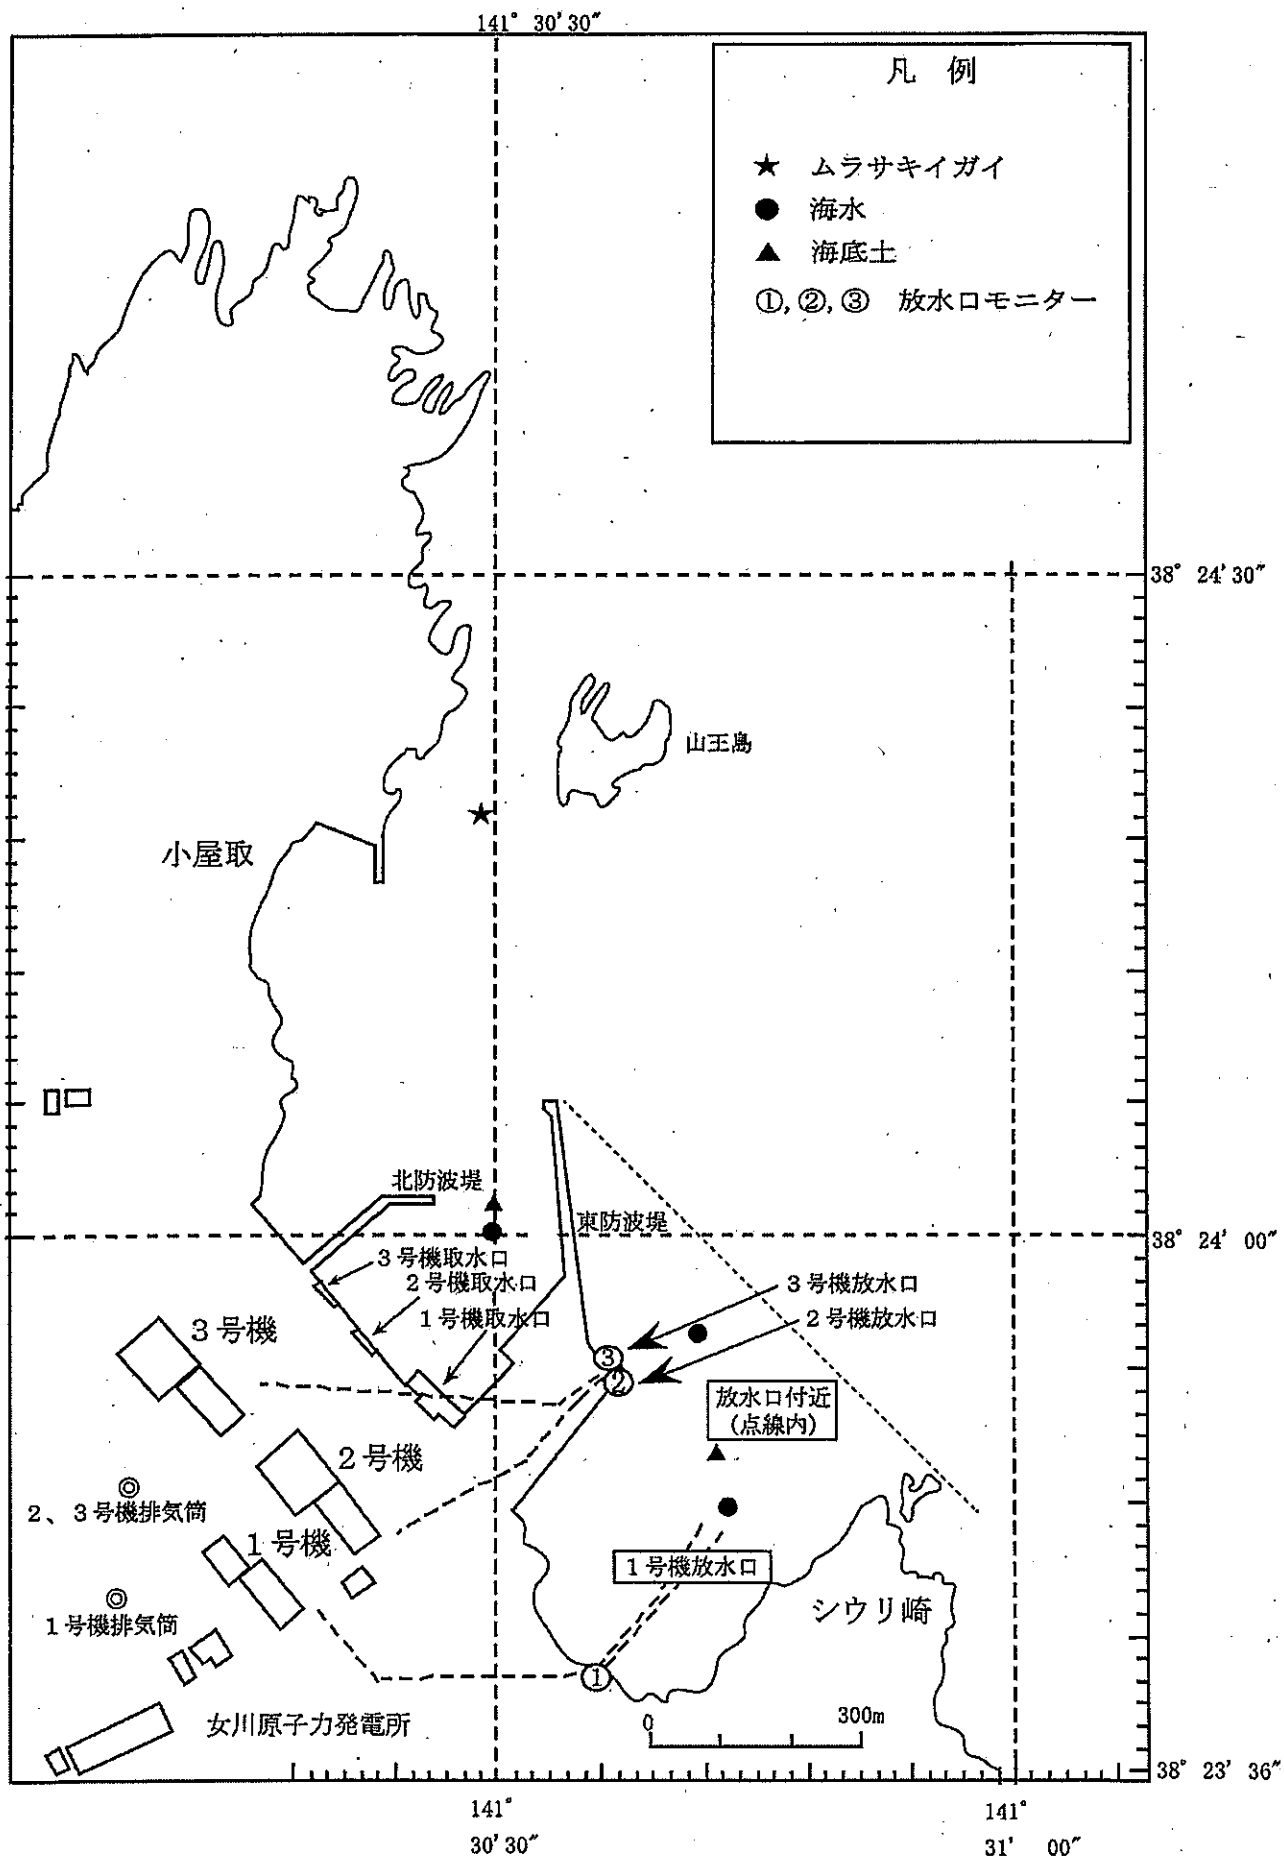 141° 30′30″
凡 例
★ ムラサキイガイ
● 海水
▲ 海底土
①,②,③ 放水口モニター
38° 24′30″
山王島
小屋取
北防波堤
東防波堤
38° 24′ 00″
3号機取水口
2号機取水口
1号機取水口
3号機放水口
2号機放水口
3号機
③
②
放水口付近
(点線内)
2号機
2、3号機排気筒
1号機
1号機放水口
1号機排気筒
シウリ崎
①
女川原子力発電所
0 300m
38° 23′ 36″
141°
30′30″
141°
31′ 00″